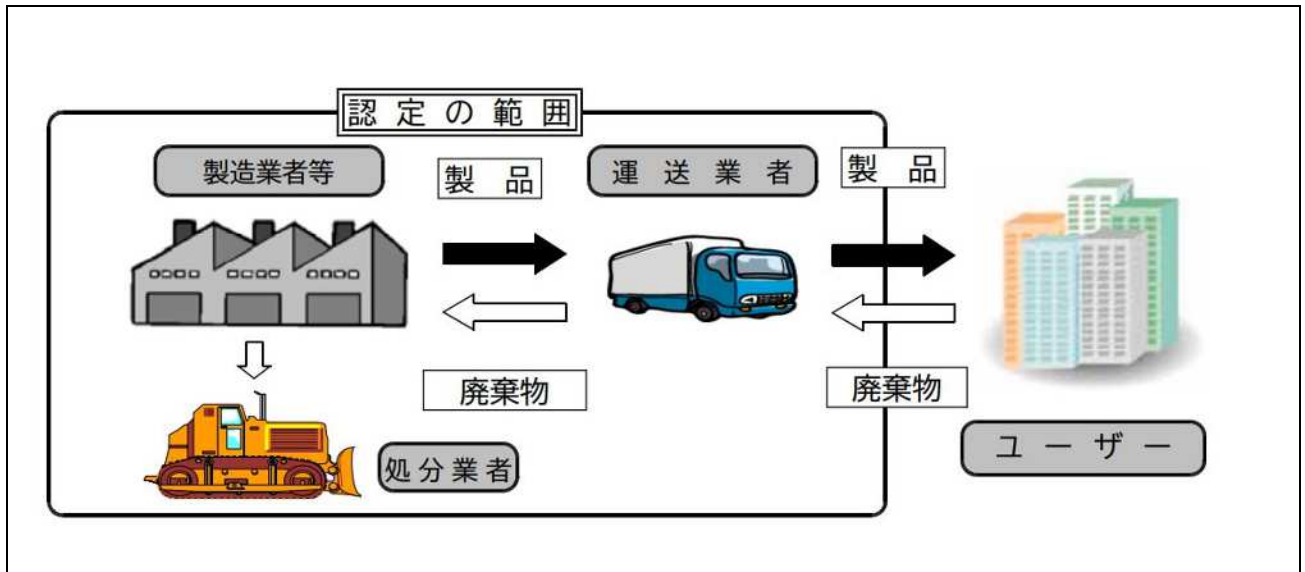 認定の範囲
製造業者等
製品
運送業者
製品
廃棄物
廃棄物
処分業者
ユーザー